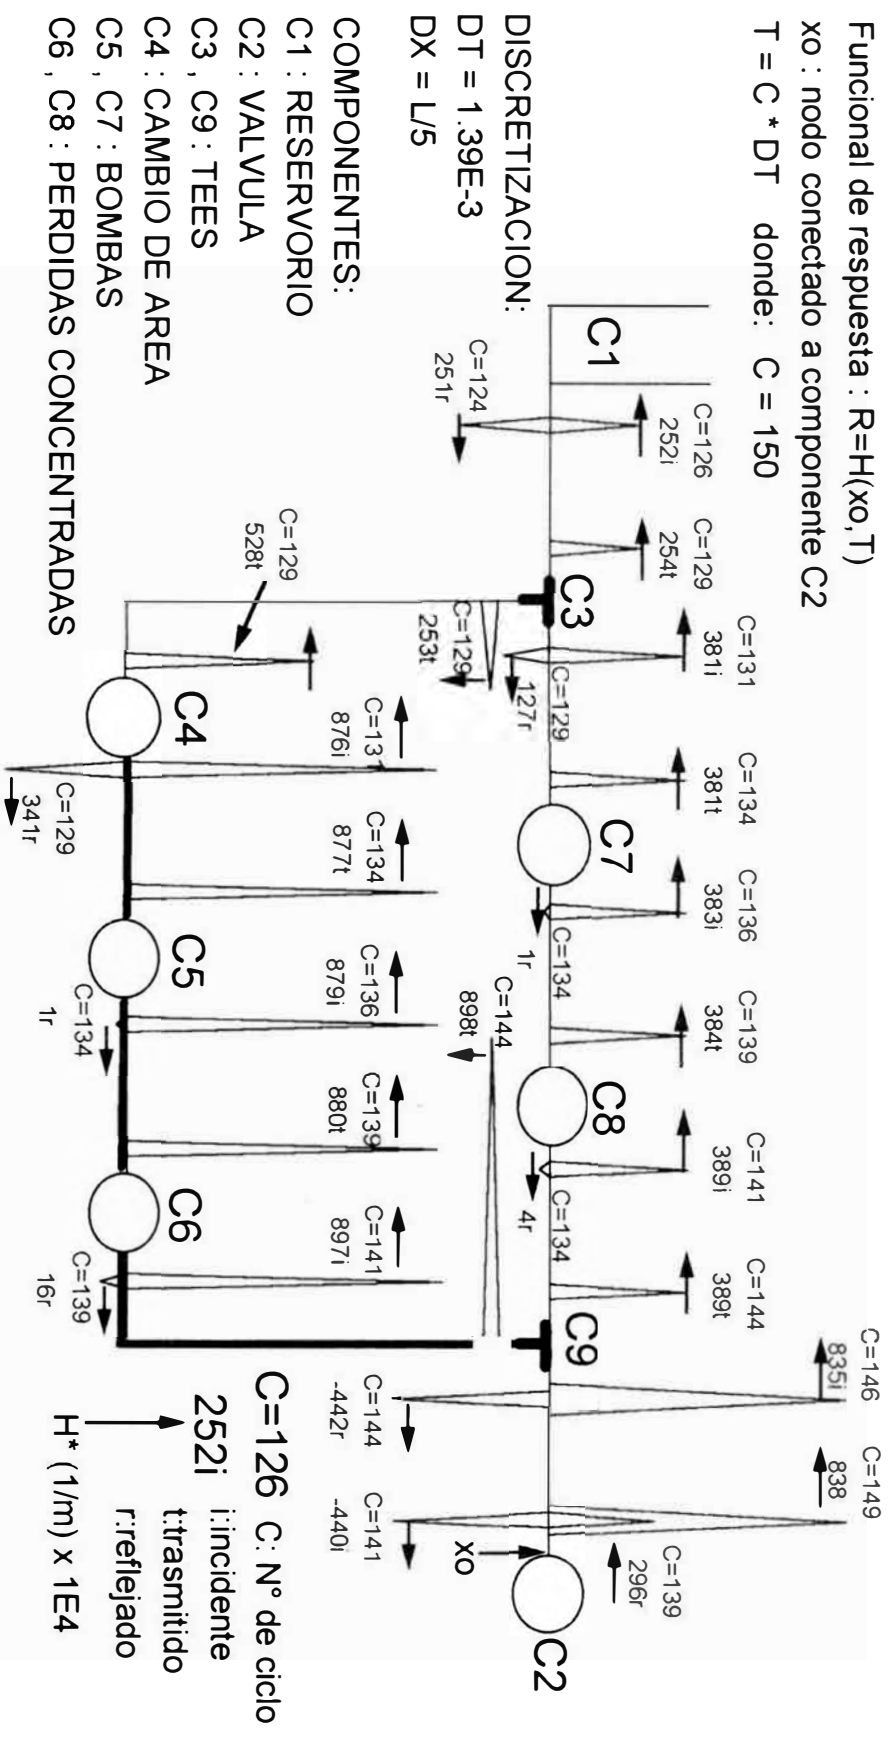 Funcional de respuesta : R=H(xo,T)
xo : nodo conectado a componente C2
T = C * DT donde: C = 150
DISCRETIZACION:
DT = 1.39E-3
DX = L/5
COMPONENTES:
C1 : RESERVORIO
C2 : VALVULA
C3 , C9 : TEES
C4 : CAMBIO DE AREA
C5 , C7 : BOMBAS
C6 , C8 : PERDIDAS CONCENTRADAS
C1
C=126
252i
C=124
251r
C=129
254t
C3
C=129
253t
C=129
528t
C=131
381i
C=129
127r
C=134
381t
C7
C=136
383i
C=134
1r
C=139
384t
C8
C=141
389i
C=134
4r
C=144
389t
C9
C=146
835i
C=144
-442r
C=149
838
C=141
-440i
C=139
296r
xo
C2
C4
C=131
876i
C=129
341r
C=134
877t
C5
C=136
879i
C=134
1r
C=139
880t
C6
C=141
897i
C=139
16r
C=144
898t
C=126 C: N° de ciclo
252i i:incidente
t:trasmitido
r:reflejado
H* (1/m) x 1E4